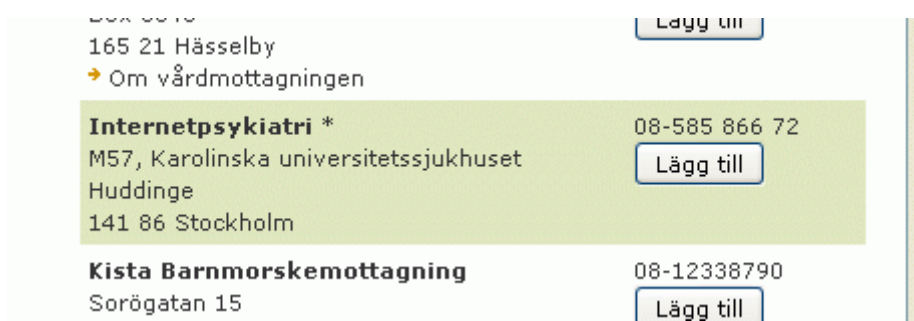 165 21 Hässelby
Om vårdmottagningen
Internetpsykiatri * 08-585 866 72
M57, Karolinska universitetssjukhuset Lägg till
Huddinge
141 86 Stockholm
Kista Barnmorskemottagning 08-12338790
Sorögatan 15 Lägg till